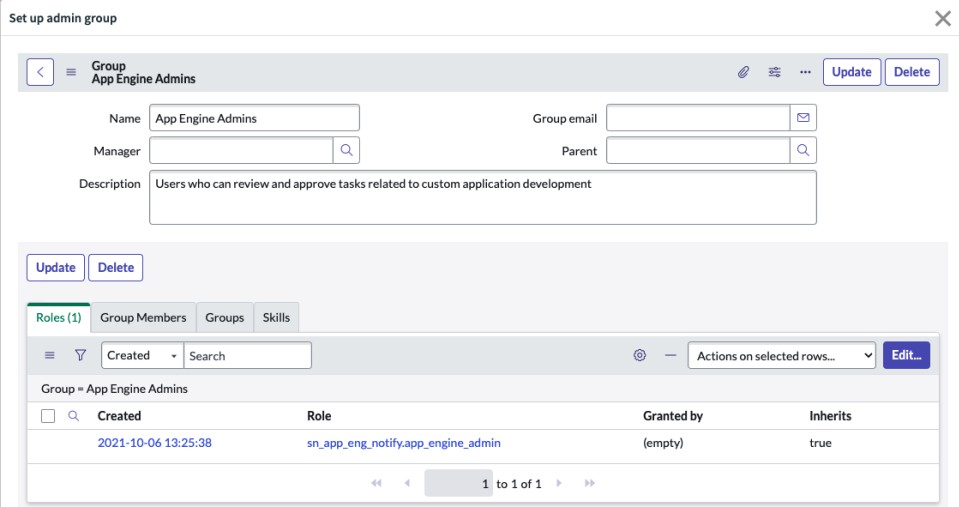 Set up admin group
Group
App Engine Admins
Update Delete
Name App Engine Admins Group email
Manager Parent
Description Users who can review and approve tasks related to custom application development
Update Delete
Roles (1) Group Members Groups Skills
Created Search Actions on selected rows... Edit...
Group = App Engine Admins
Created Role Granted by Inherits
2021-10-06 13:25:38 sn_app_eng_notify.app_engine_admin (empty) true
1 to 1 of 1